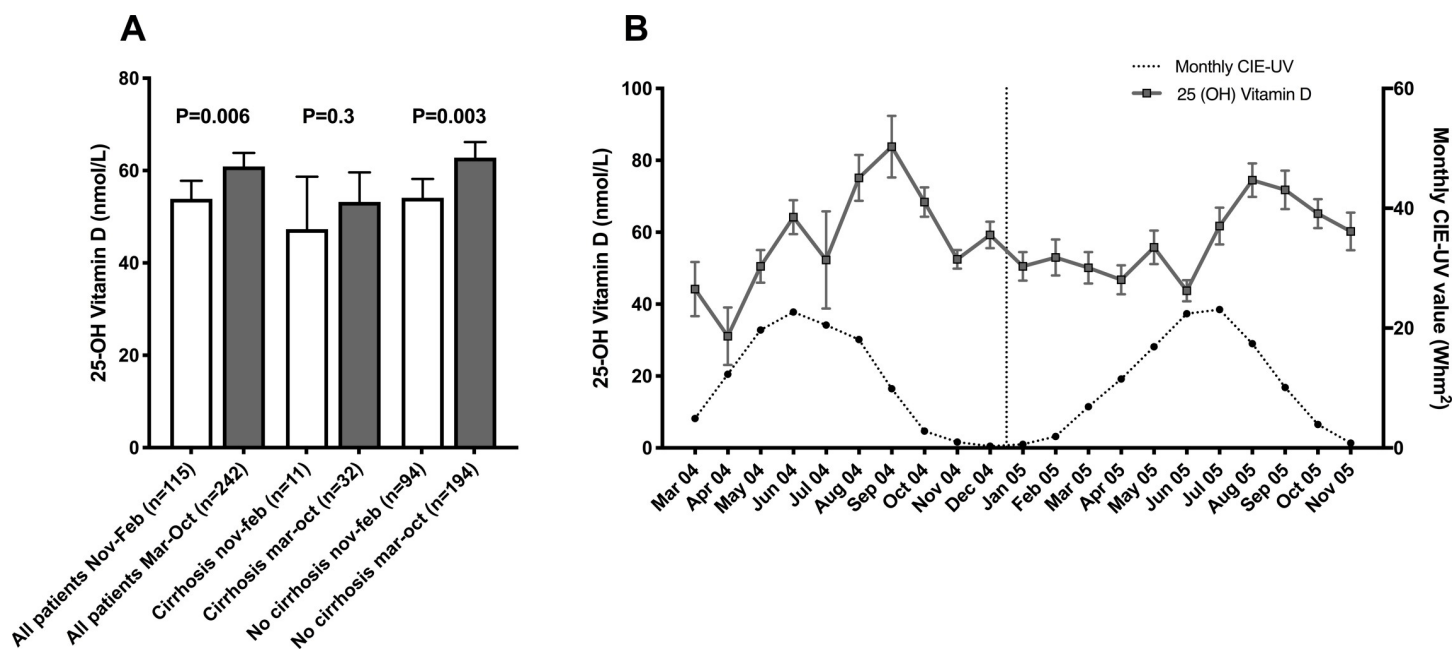 A
25-OH Vitamin D (nmol/L)
80
60
40
20
0
P=0.006
P=0.3
P=0.003
All patients Nov-Feb (n=115)
All patients Mar-Oct (n=242)
Cirrhosis nov-feb (n=11)
Cirrhosis mar-oct (n=32)
No cirrhosis nov-feb (n=94)
No cirrhosis mar-oct (n=194)
B
Monthly CIE-UV
25 (OH) Vitamin D
25-OH Vitamin D (nmol/L)
100
80
60
40
20
0
60
40
20
0
Monthly CIE-UV value (Whm²)
Mar 04
Apr 04
May 04
Jun 04
Jul 04
Aug 04
Sep 04
Oct 04
Nov 04
Dec 04
Jan 05
Feb 05
Mar 05
Apr 05
May 05
Jun 05
Jul 05
Aug 05
Sep 05
Oct 05
Nov 05